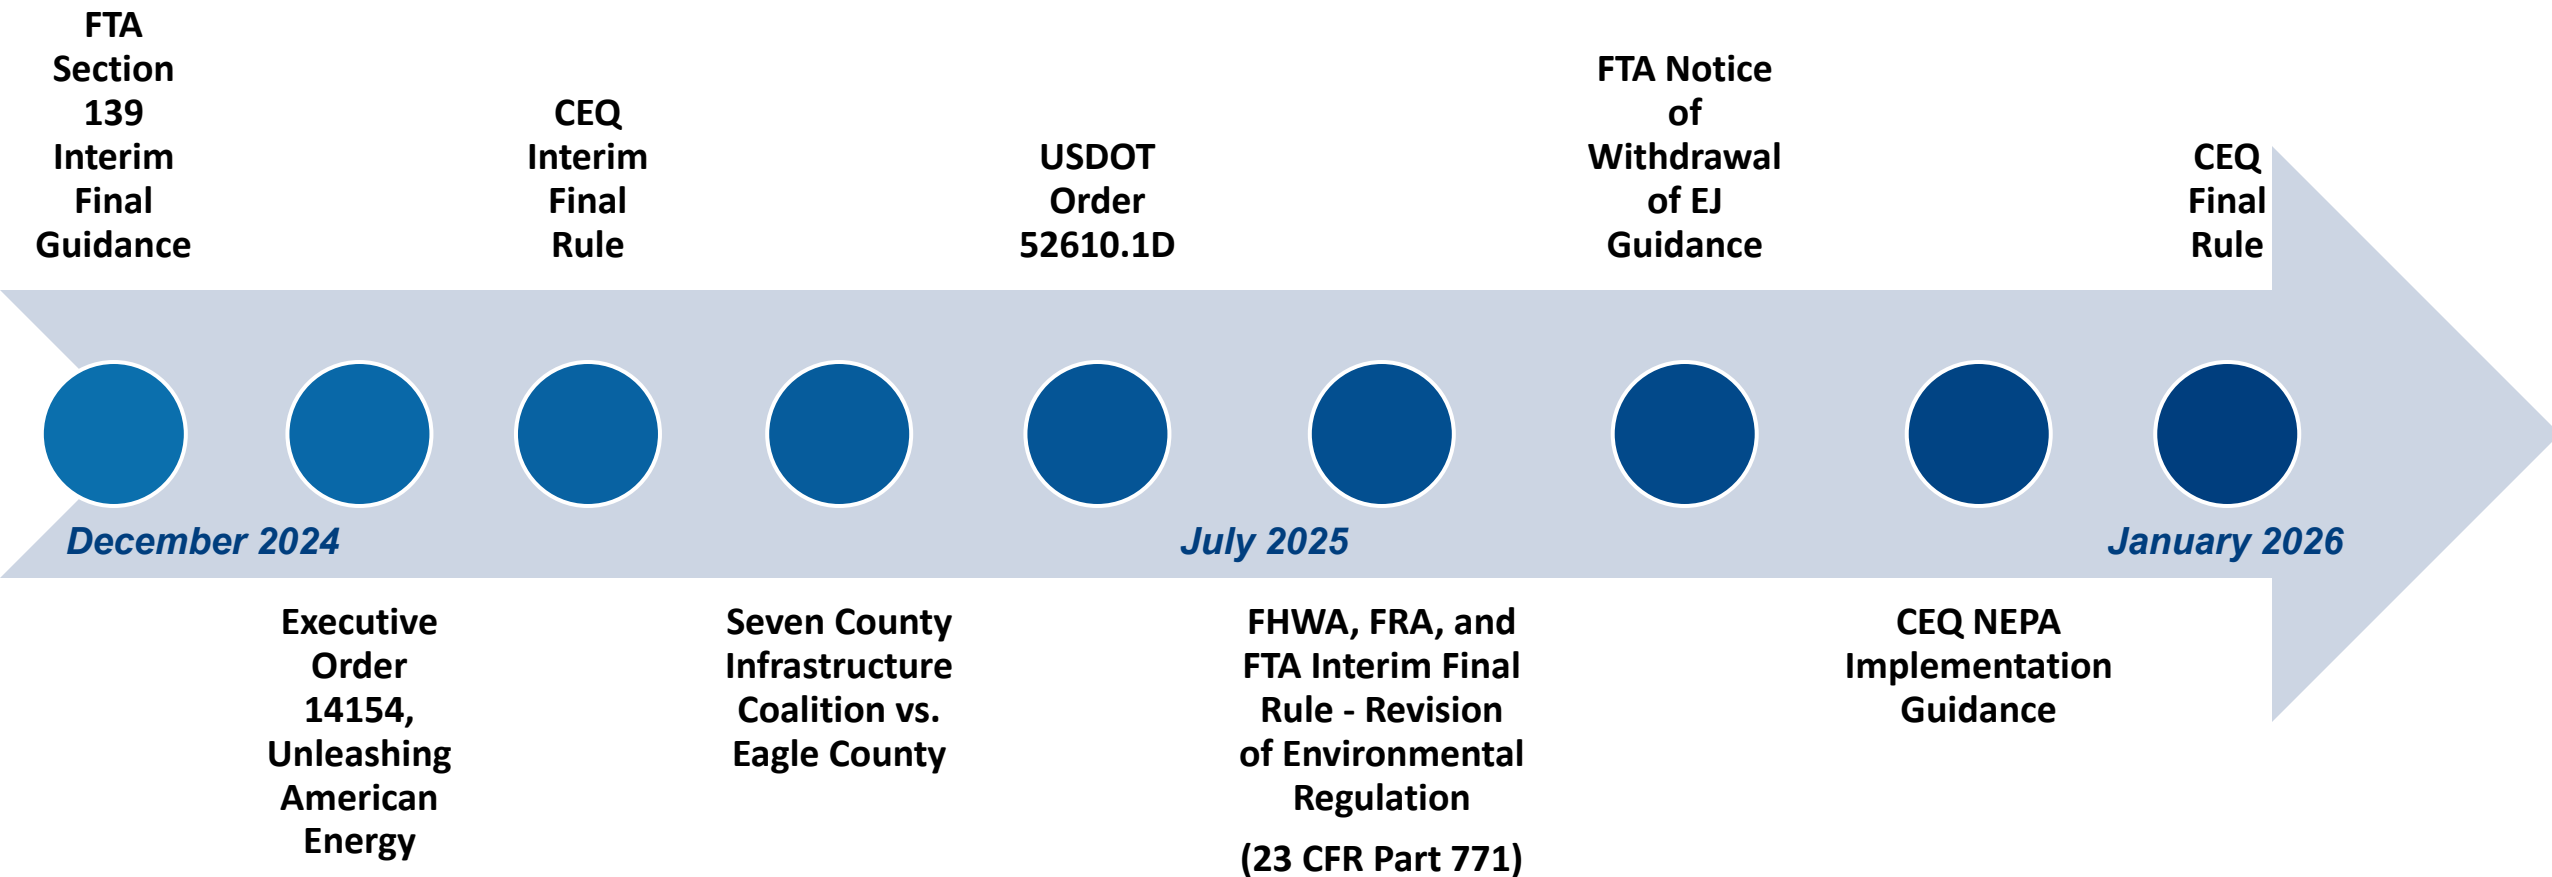 FTA
Section
139
Interim
Final
Guidance
CEQ
Interim
Final
Rule
USDOT
Order
52610.1D
FTA Notice
of
Withdrawal
of EJ
Guidance
CEQ
Final
Rule
December 2024
July 2025
January 2026
Executive
Order
14154,
Unleashing
American
Energy
Seven County
Infrastructure
Coalition vs.
Eagle County
FHWA, FRA, and
FTA Interim Final
Rule - Revision
of Environmental
Regulation
(23 CFR Part 771)
CEQ NEPA
Implementation
Guidance